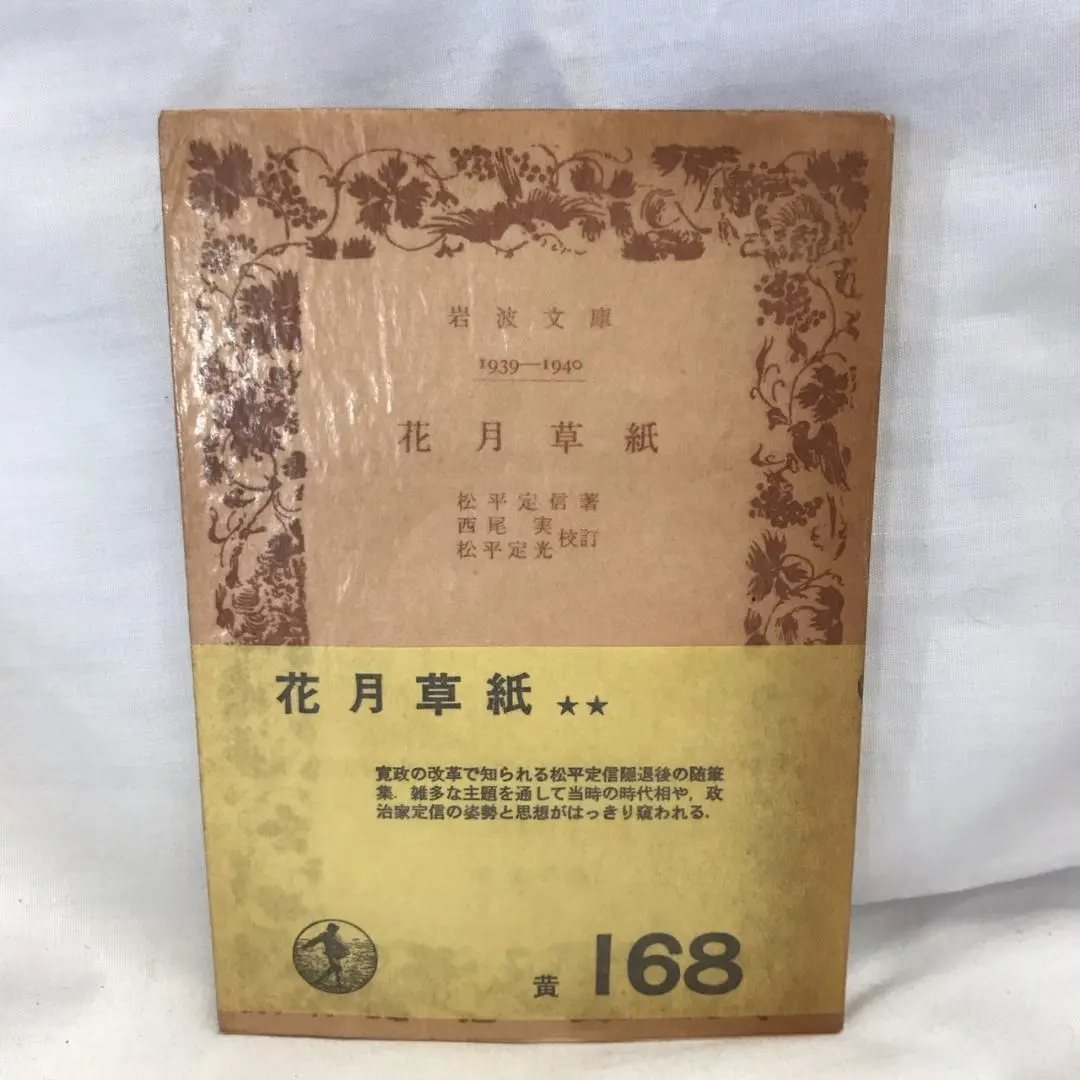 岩波文庫
1939—1940
花月草紙
松平定信著
西尾実
松平定光校訂
花月草紙 ★★
寛政の改革で知られる松平定信隠退後の随筆
集．雑多な主題を通して当時の時代相や，政
治家定信の姿勢と思想がはっきり窺われる．
黄 168